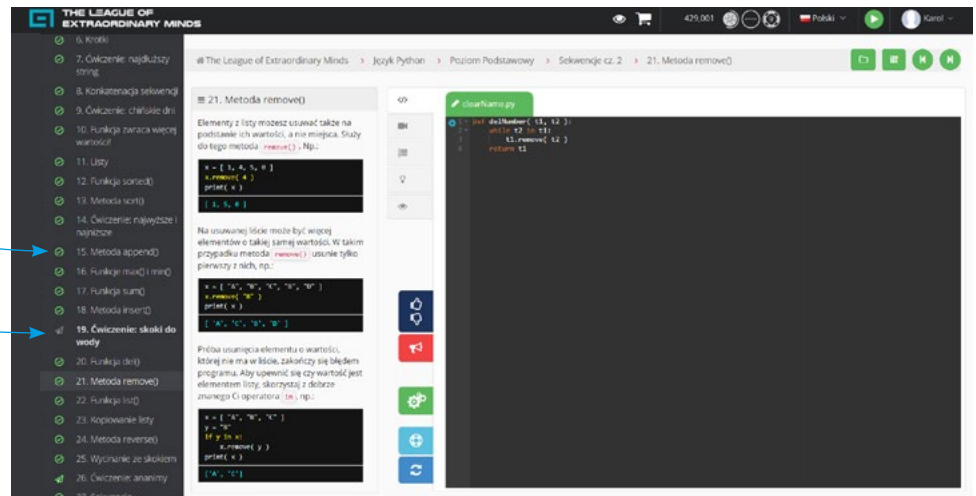 THE LEAGUE OF
EXTRAORDINARY MINDS
429,001
Polski
Karol
6. Krotki
7. Ćwiczenie: najdłuższy
string
8. Konkatenacja sekwencji
9. Ćwiczenie: chińskie dni
10. Funkcja zwraca więcej
wartości!
11. Listy
12. Funkcja sorted()
13. Metoda sort()
14. Ćwiczenie: najwyższe i
najniższe
15. Metoda append()
16. Funkcje max() i min()
17. Funkcja sum()
18. Metoda insert()
19. Ćwiczenie: skoki do
wody
20. Funkcja del()
21. Metoda remove()
22. Funkcja list()
23. Kopiowanie listy
24. Metoda reverse()
25. Wycinanie ze skokiem
26. Ćwiczenie: ananimy
The League of Extraordinary Minds > Język Python > Poziom Podstawowy > Sekwencje cz. 2 > 21. Metoda remove()
21. Metoda remove()
Elementy z listy możesz usuwać także na
podstawie ich wartości, a nie miejsca. Służy
do tego metoda remove(). Np.:
x = [ 1, 4, 5, 0 ]
x.remove( 4 )
print( x )
[ 1, 5, 0 ]
Na usuwanej liście może być więcej
elementów o takiej samej wartości. W takim
przypadku metoda remove() usunie tylko
pierwszy z nich, np.:
x = [ "A", "B", "C", "B", "D" ]
x.remove( "B" )
print( x )
[ 'A', 'C', 'B', 'D' ]
Próba usunięcia elementu o wartości,
której nie ma w liście, zakończy się błędem
programu. Aby upewnić się czy wartość jest
elementem listy, skorzystaj z dobrze
znanego Ci operatora in, np.:
x = [ "A", "B", "C" ]
y = "B"
if y in x:
x.remove( y )
print( x )
['A', 'C']
clearName.py
1 def delNumber( t1, t2 ):
2 while t2 in t1:
3 t1.remove( t2 )
4 return t1